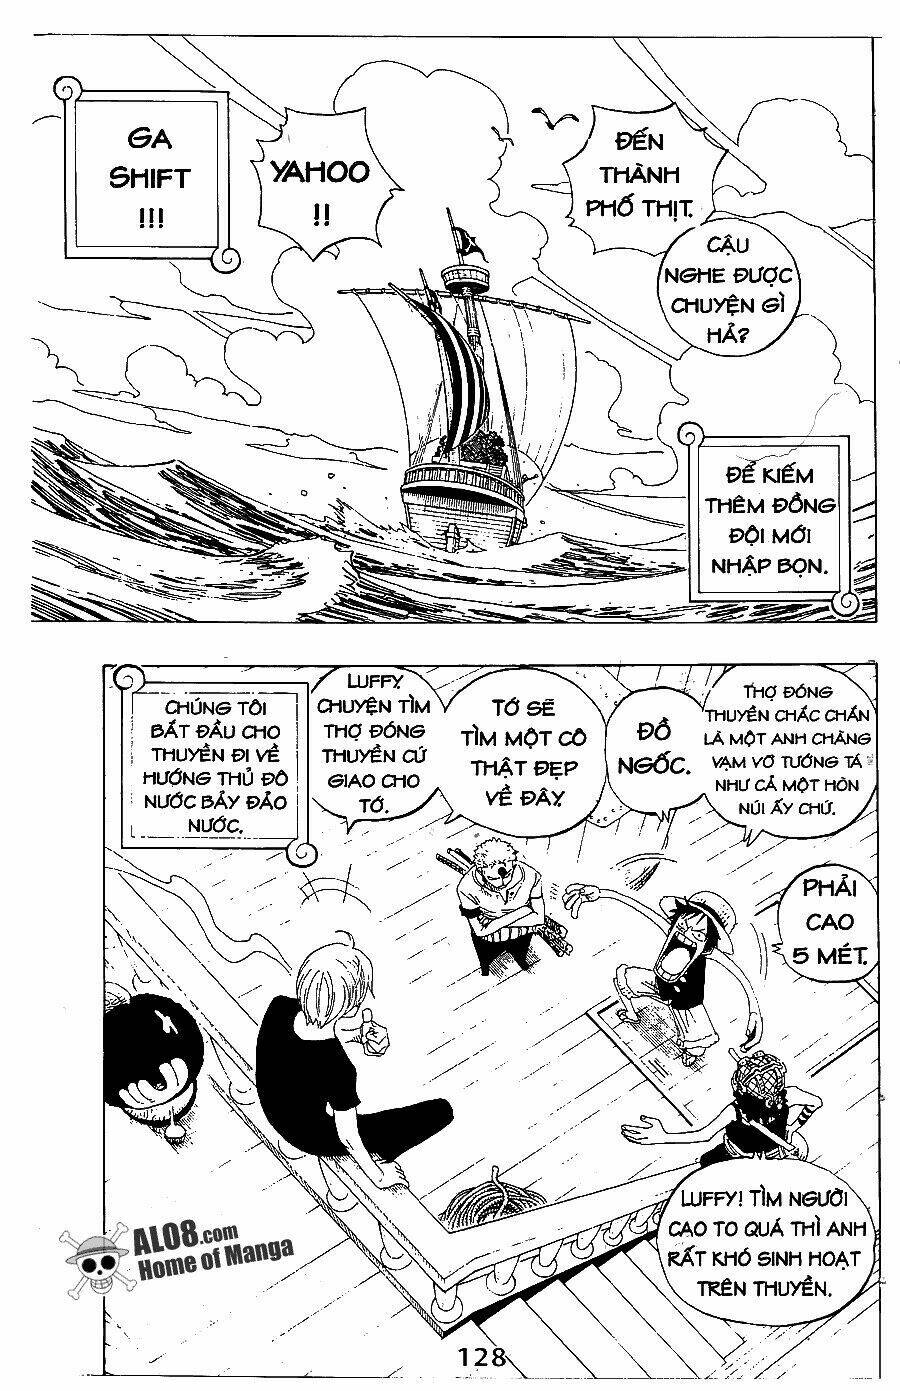 ĐẾN
THÀNH
PHỐ THỊT.
CẬU
NGHE ĐƯỢC
CHUYỆN GÌ
HẢ?
YAHOO
!!
GA
SHIFT
!!!
ĐỂ KIẾM
THÊM ĐỒNG
ĐỘI MỚI
NHẬP BỌN.
CHÚNG TÔI
BẮT ĐẦU CHO
THUYỀN ĐI VỀ
HƯỚNG THỦ ĐÔ
NƯỚC BẢY ĐẢO
NƯỚC.
LUFFY.
CHUYỆN TÌM
THỢ ĐÓNG
THUYỀN CỨ
GIAO CHO
TỚ.
TỚ SẼ
TÌM MỘT CÔ
THẬT ĐẸP
VỀ ĐÂY.
ĐỒ
NGỐC.
THỢ ĐÓNG
THUYỀN CHẮC CHẮN
LÀ MỘT ANH CHÀNG
VẠM VỠ TƯỚNG TÁ
NHƯ CẢ MỘT HÒN
NÚI ẤY CHỨ.
PHẢI
CAO
5 MÉT.
LUFFY! TÌM NGƯỜI
CAO TO QUÁ THÌ ANH
RẤT KHÓ SINH HOẠT
TRÊN THUYỀN.
AL08.com
Home of Manga
128